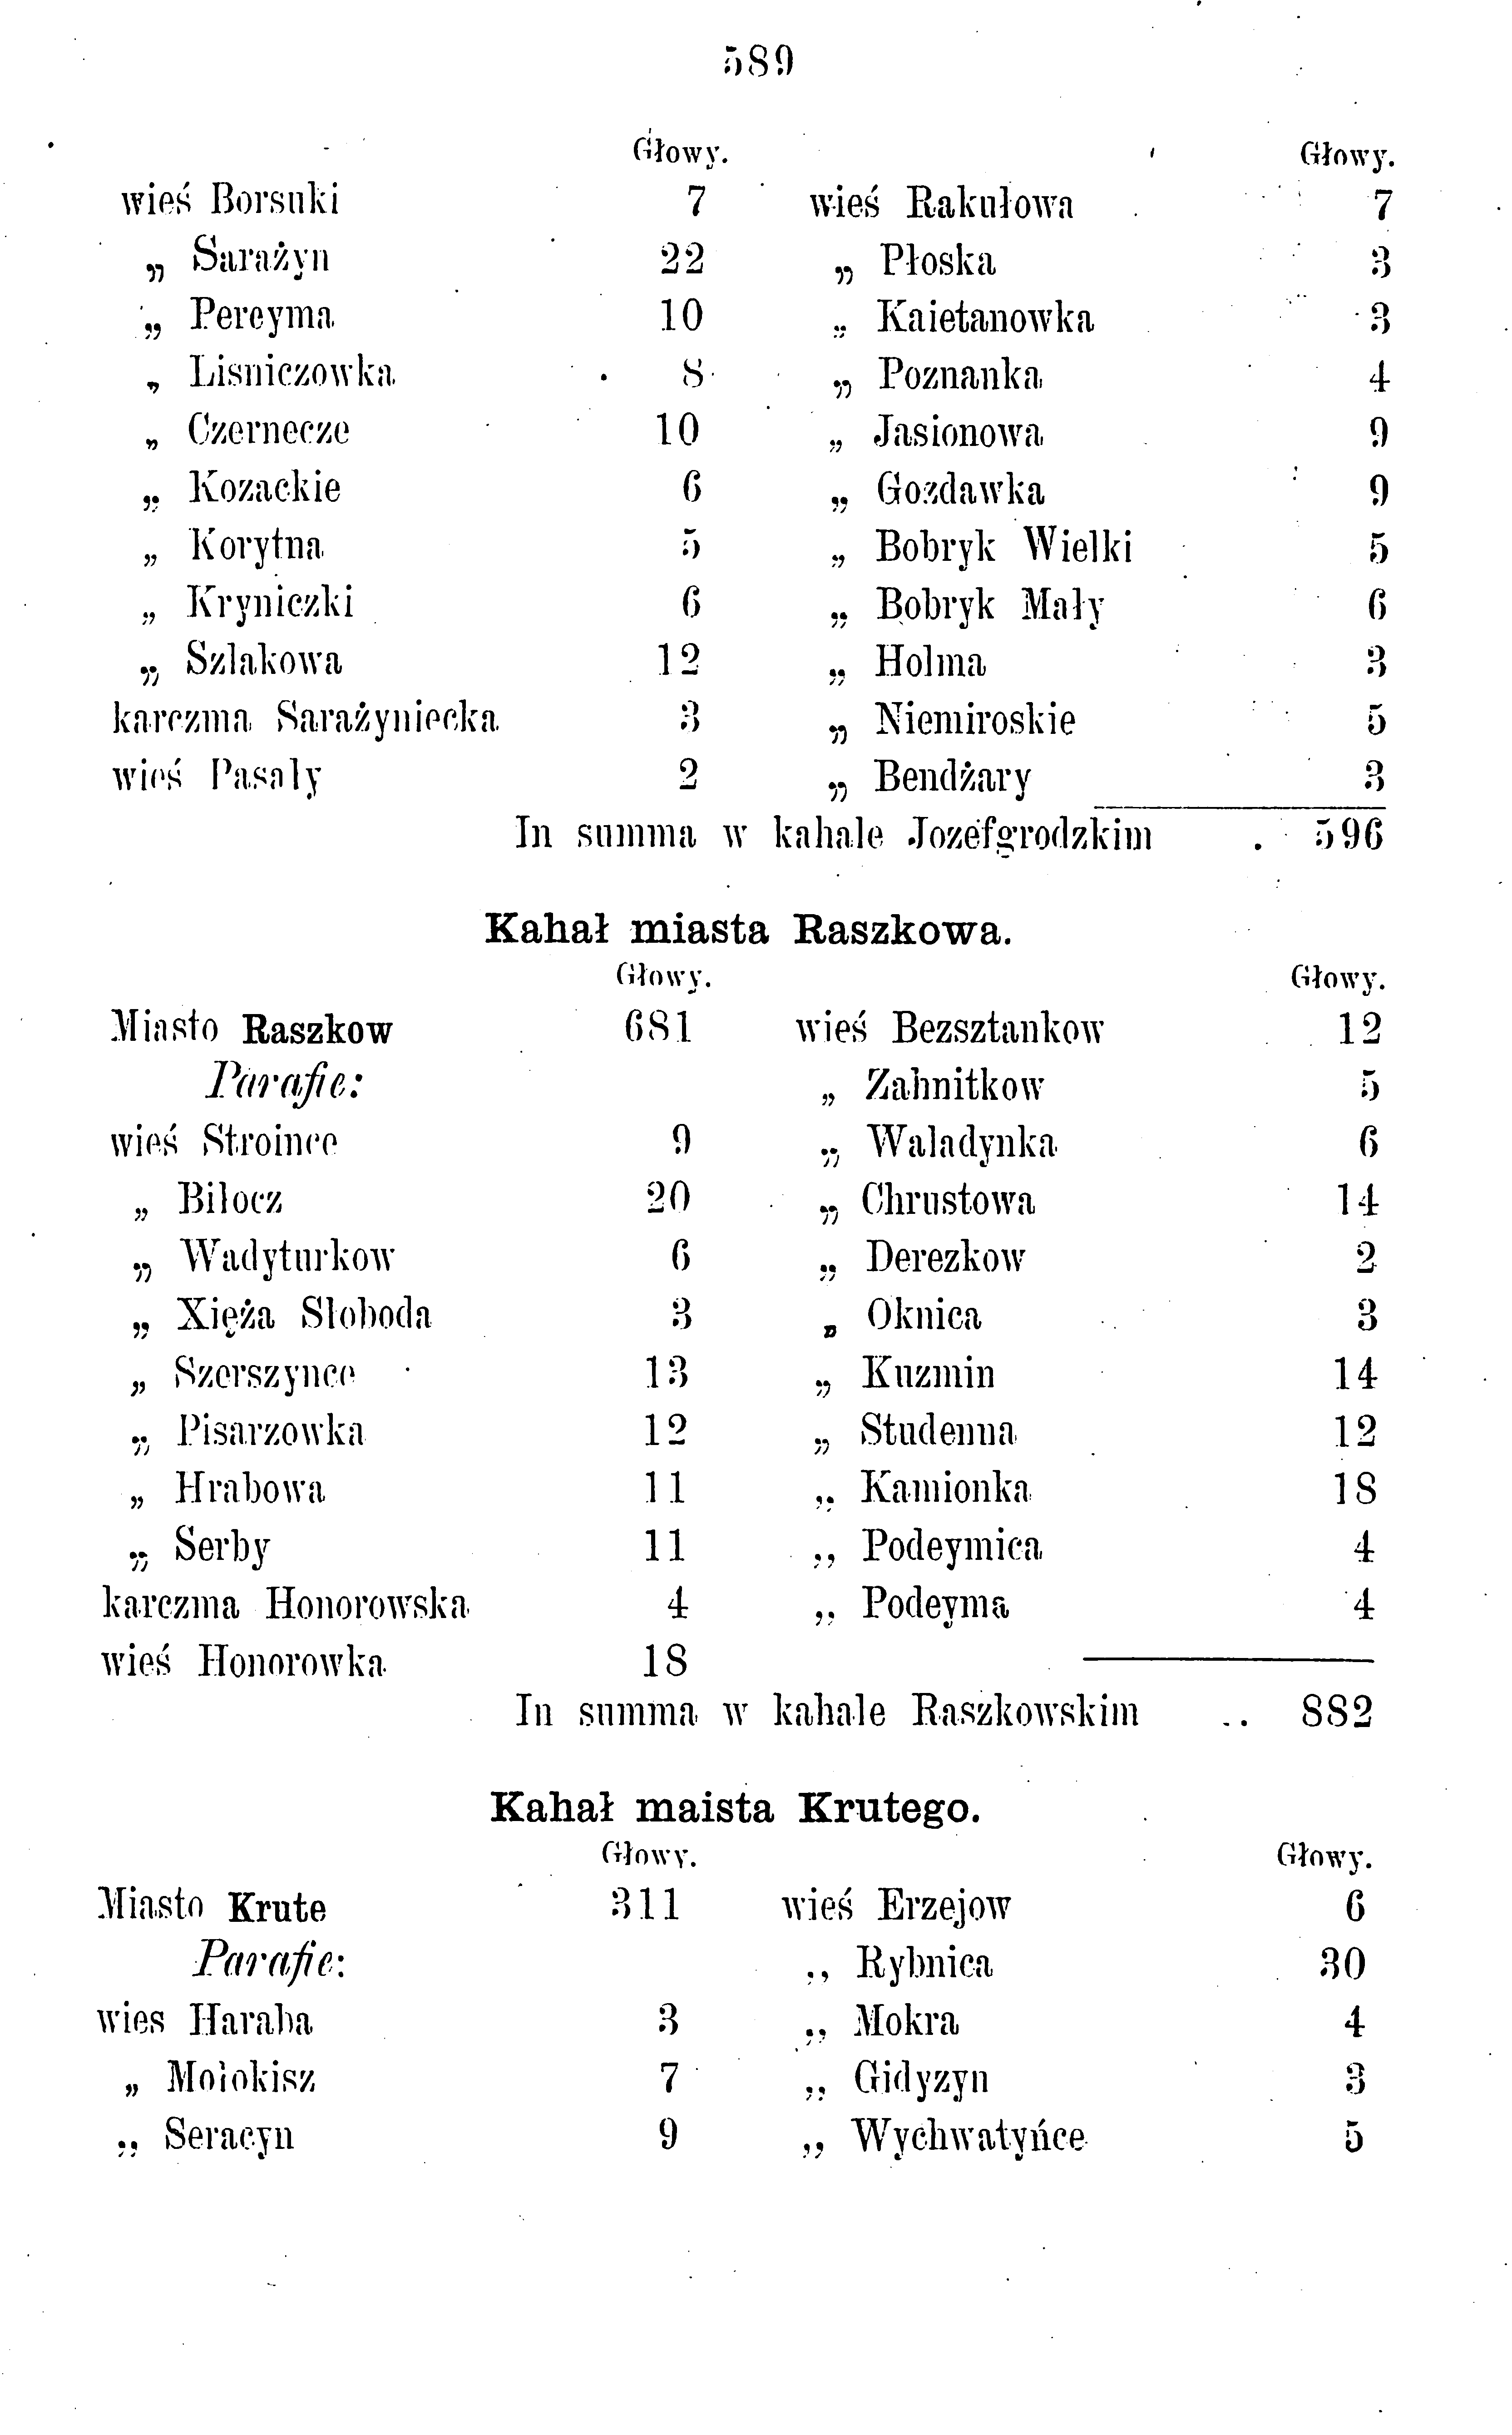 589
Głowy. Głowy.
wieś Borsuki 7 wieś Rakułowa 7
„ Sarażyn 22 „ Płoska 3
„ Pereyma 10 „ Kaietanowka 3
„ Lisniczowka 8 „ Poznanka 4
„ Czernecze 10 „ Jasionowa 9
„ Kozackie 6 „ Gozdawka 9
„ Korytna 5 „ Bobryk Wielki 5
„ Kryniczki 6 „ Bobryk Mały 6
„ Szlakowa 12 „ Holma 3
karczma Sarażyniecka 3 „ Niemiroskie 5
wieś Pasaly 2 „ Bendżary 3
In summa w kahale Jozefgrodzkim . 596
Kahał miasta Raszkowa.
Głowy. Głowy.
Miasto Raszkow 681 wieś Bezsztankow 12
Parafie: „ Zahnitkow 5
wieś Stroince 9 „ Waladynka 6
„ Bilocz 20 „ Chrustowa 14
„ Wadyturkow 6 „ Derezkow 2
„ Xięża Sloboda 3 „ Oknica 3
„ Szerszynce 13 „ Kuzmin 14
„ Pisarzowka 12 „ Studenna 12
„ Hrabowa 11 „ Kamionka 18
„ Serby 11 „ Podeymica 4
karczma Honorowska 4 „ Podeyma 4
wieś Honorowka 18
In summa w kahale Raszkowskim .. 882
Kahał maista Krutego.
Głowy. Głowy.
Miasto Krute 311 wieś Erzejow 6
Parafie: „ Rybnica 30
wies Haraba 3 „ Mokra 4
„ Molokisz 7 „ Gidyzyn 3
„ Seracyn 9 „ Wychwatyńce 5